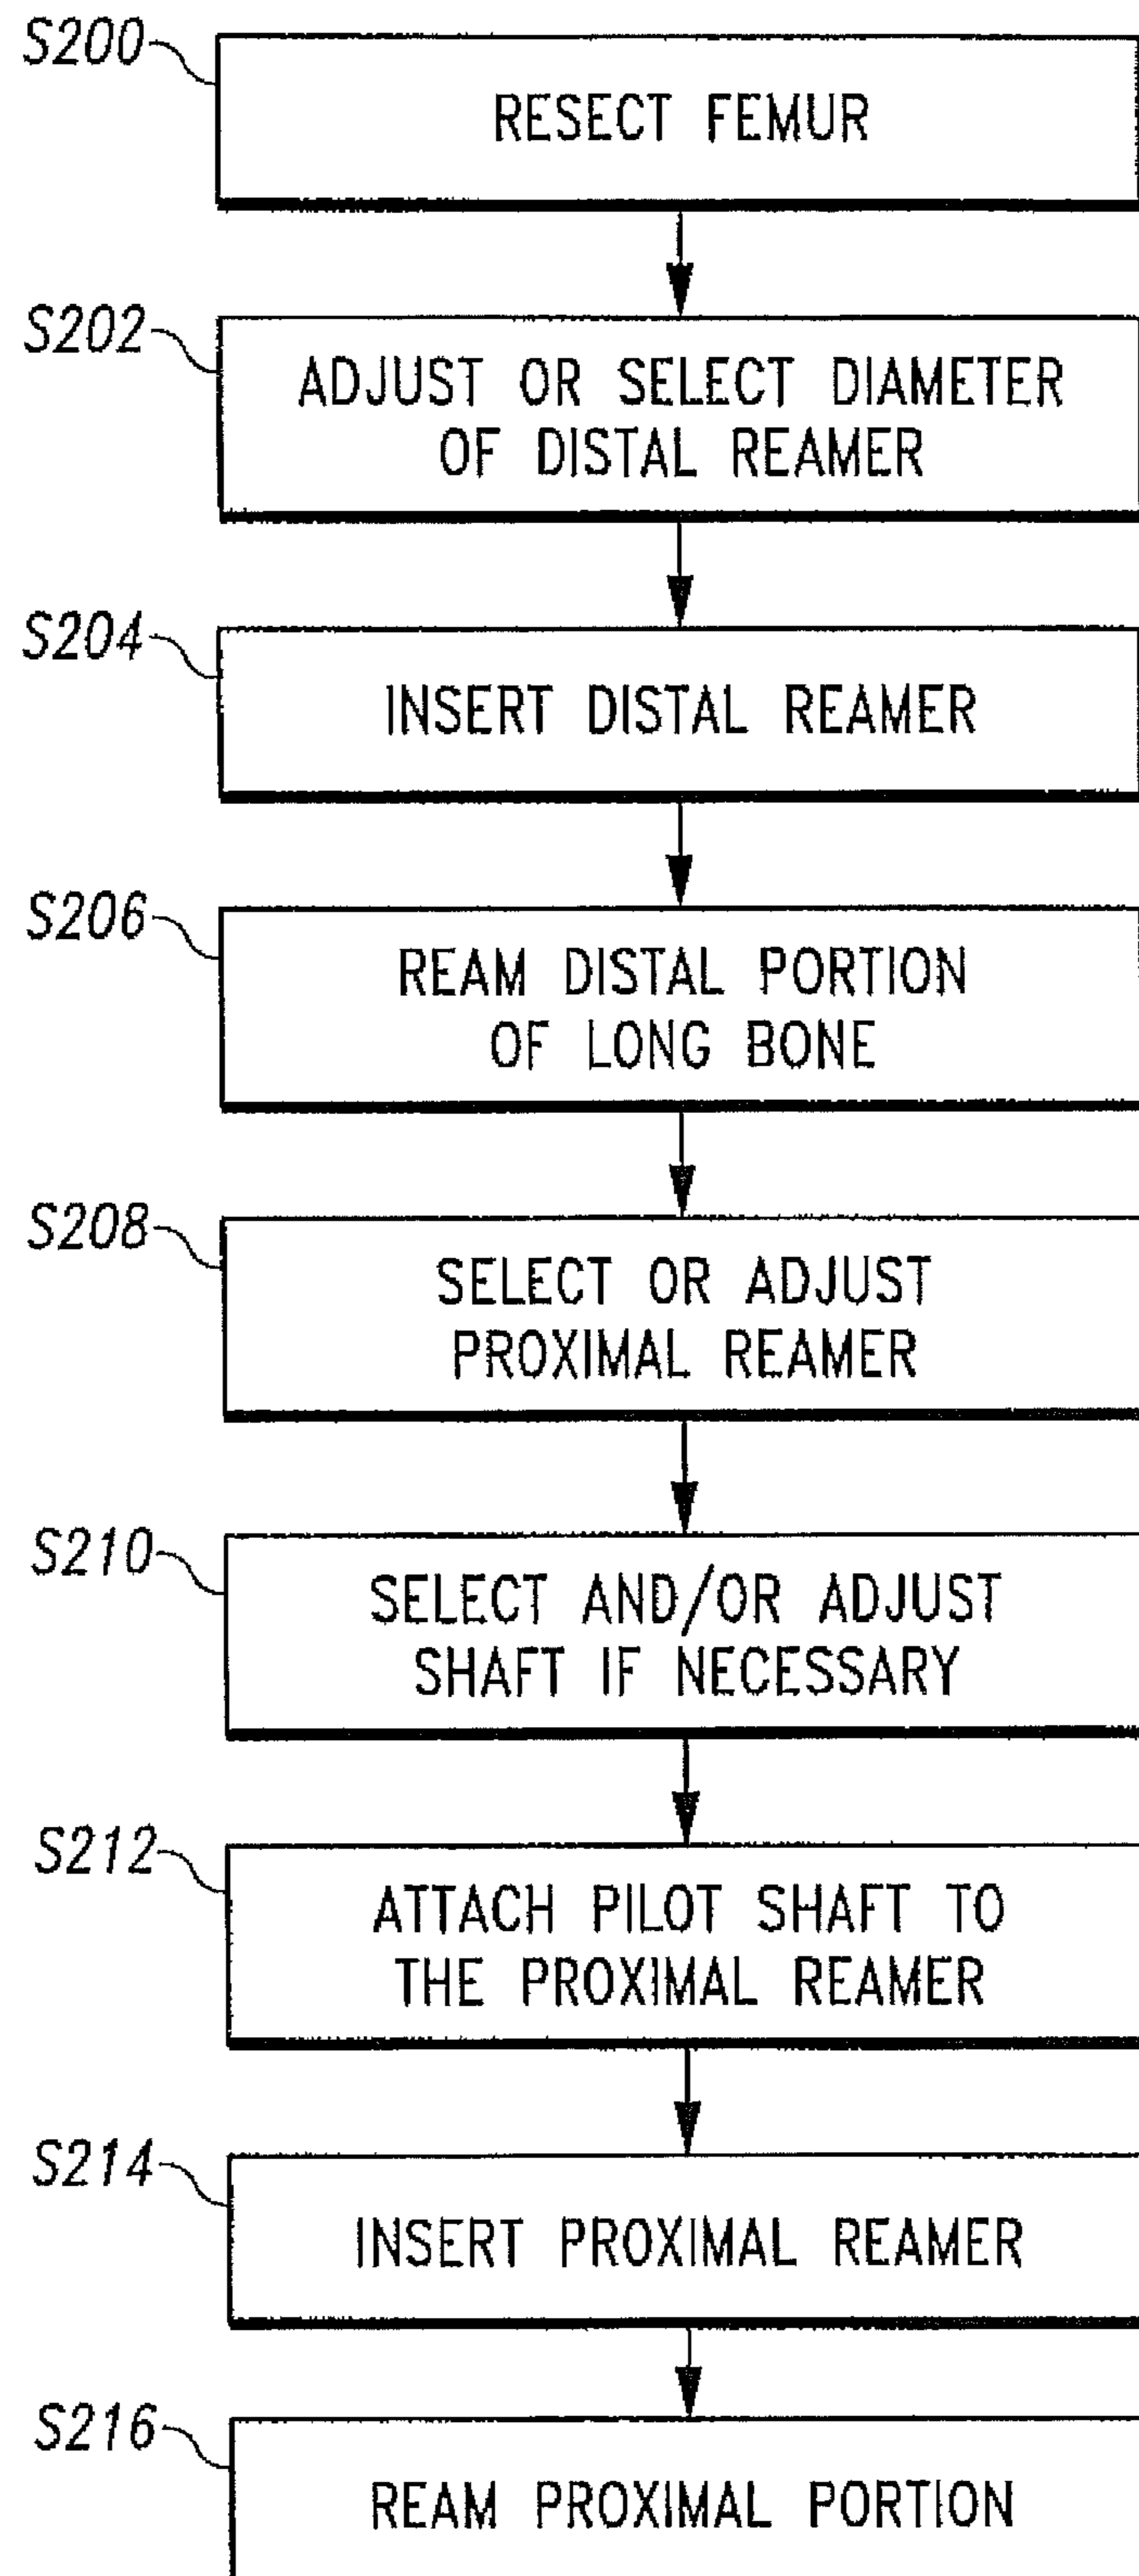 S200
RESECT FEMUR
S202
ADJUST OR SELECT DIAMETER
OF DISTAL REAMER
S204
INSERT DISTAL REAMER
S206
REAM DISTAL PORTION
OF LONG BONE
S208
SELECT OR ADJUST
PROXIMAL REAMER
S210
SELECT AND/OR ADJUST
SHAFT IF NECESSARY
S212
ATTACH PILOT SHAFT TO
THE PROXIMAL REAMER
S214
INSERT PROXIMAL REAMER
S216
REAM PROXIMAL PORTION